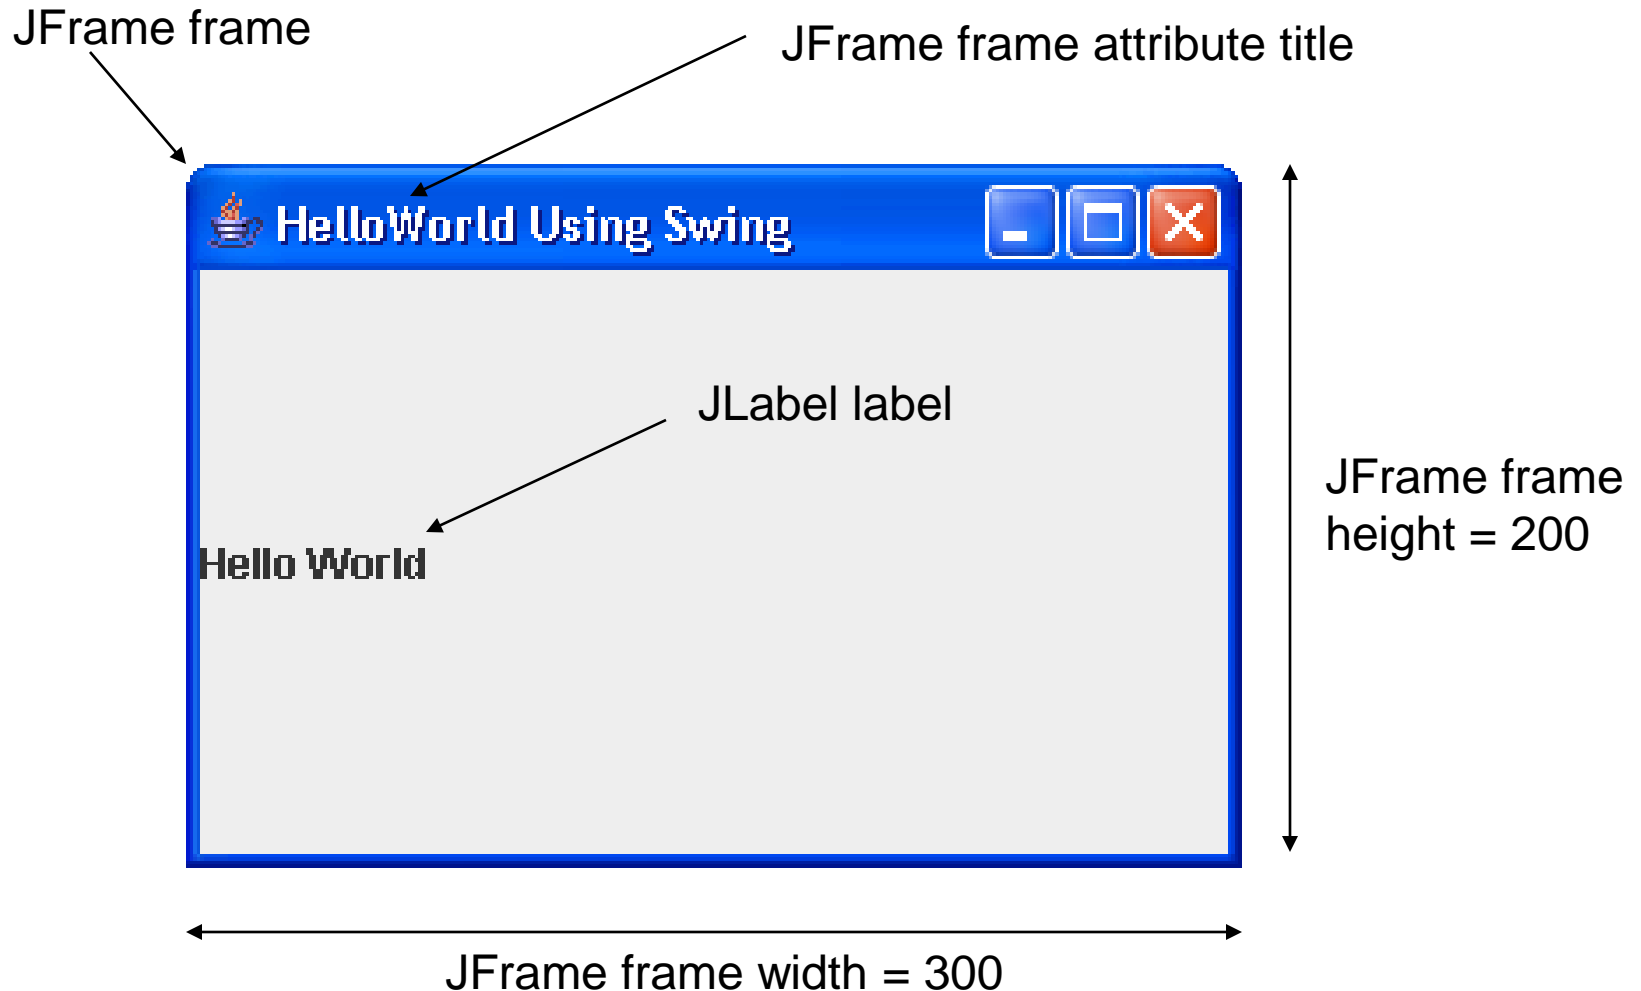 JFrame frame
JFrame frame attribute title
HelloWorld Using Swing
JLabel label
Hello World
JFrame frame
height = 200
JFrame frame width = 300